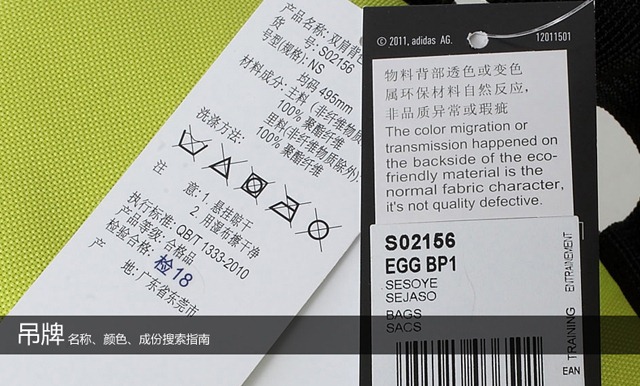 产品名称: 双肩背包
货 号: S02156
号型(规格): NS
均码 495mm
材料成分: 主料 (非纤维物质
100% 聚酯纤维
里料(非纤维物质除外):
100% 聚酯纤维
洗涤方法:
注 意: 1. 悬挂晾干
2. 用湿布擦干净
执行标准: QB/T1333-2010
产品等级: 合格品
检验合格: 检18
产 地: 广东省东莞市
© 2011, adidas AG.
12011501
物料背部透色或变色
属环保材料自然反应,
非品质异常或瑕疵
The color migration or
transmission happened on
the backside of the eco-
friendly material is the
normal fabric character,
it's not quality defective.
S02156
EGG BP1
SESOYE
SEJASO
BAGS
SACS
TRAINING
ENTRAINEMENT
EAN
吊牌 名称、颜色、成份搜索指南